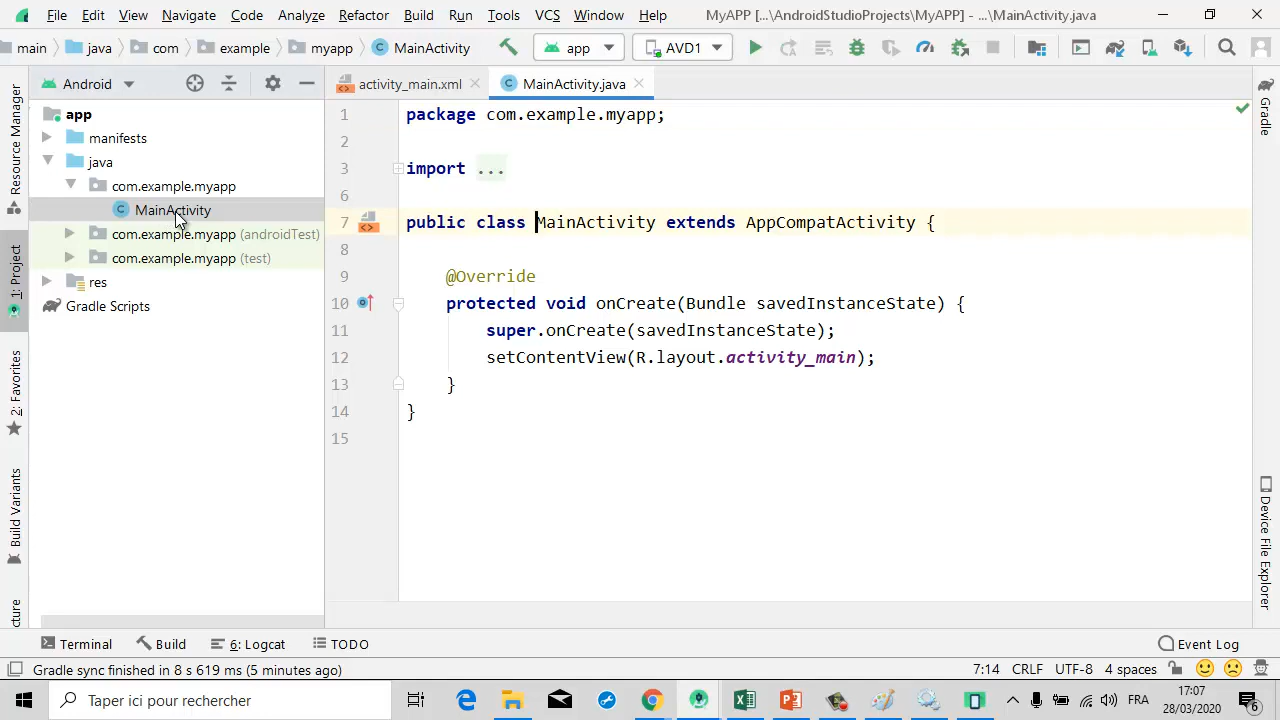 File Edit View Navigate Code Analyze Refactor Build Run Tools VCS Window Help MyAPP [...\AndroidStudioProjects\MyAPP] - ...\MainActivity.java
main java com example myapp MainActivity app AVD1
Android
activity_main.xml MainActivity.java
app
manifests
java
com.example.myapp
MainActivity
com.example.myapp (androidTest)
com.example.myapp (test)
res
Gradle Scripts
Resource Manager
1: Project
2: Favorites
Build Variants
cture
1 package com.example.myapp;
2
3 import ...
6
7 public class MainActivity extends AppCompatActivity {
8
9 @Override
10 protected void onCreate(Bundle savedInstanceState) {
11 super.onCreate(savedInstanceState);
12 setContentView(R.layout.activity_main);
13 }
14 }
15
Gradle
Device File Explorer
Terminal Build 6: Logcat TODO Event Log
Gradle sync finished in 8 s 619 ms (5 minutes ago) 7:14 CRLF UTF-8 4 spaces
Taper ici pour rechercher FRA 17:07
28/03/2020 6